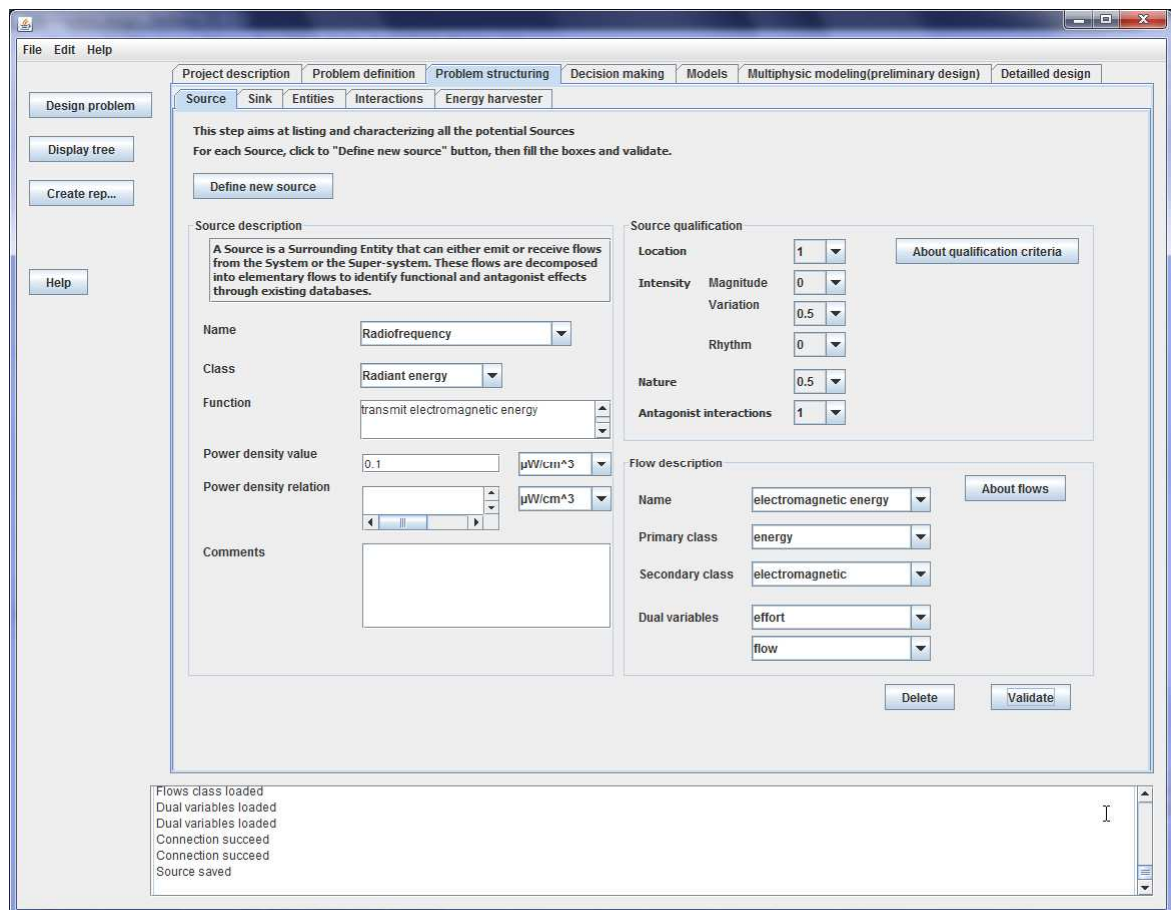 File Edit Help
Project description Problem definition Problem structuring Decision making Models Multiphysic modeling(preliminary design) Detailled design
Source Sink Entities Interactions Energy harvester
Design problem
Display tree
Create rep...
Help
This step aims at listing and characterizing all the potential Sources
For each Source, click to "Define new source" button, then fill the boxes and validate.
Define new source
Source description
A Source is a Surrounding Entity that can either emit or receive flows
from the System or the Super-system. These flows are decomposed
into elementary flows to identify functional and antagonist effects
through existing databases.
Name Radiofrequency
Class Radiant energy
Function transmit electromagnetic energy
Power density value 0.1 µW/cm^3
Power density relation µW/cm^3
Comments
Source qualification
Location 1 About qualification criteria
Intensity Magnitude 0
Variation 0.5
Rhythm 0
Nature 0.5
Antagonist interactions 1
Flow description
About flows
Name electromagnetic energy
Primary class energy
Secondary class electromagnetic
Dual variables effort
flow
Delete Validate
Flows class loaded
Dual variables loaded
Dual variables loaded
Connection succeed
Connection succeed
Source saved